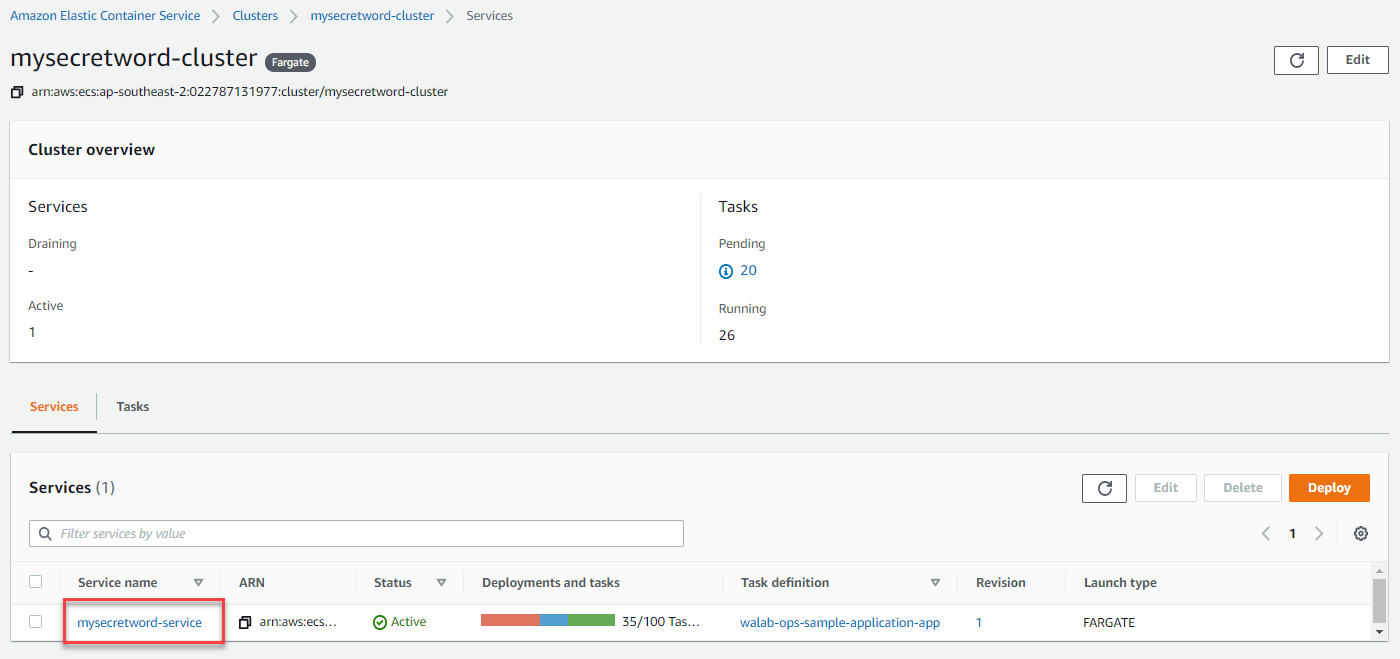 Amazon Elastic Container Service > Clusters > mysecretword-cluster > Services
mysecretword-cluster Fargate
Edit
arn:aws:ecs:ap-southeast-2:022787131977:cluster/mysecretword-cluster
Cluster overview
Services
Draining
-
Active
1
Tasks
Pending
20
Running
26
Services Tasks
Services (1)
Edit Delete Deploy
Filter services by value
1
Service name ARN Status Deployments and tasks Task definition Revision Launch type
mysecretword-service arn:aws:ecs... Active 35/100 Tas... walab-ops-sample-application-app 1 FARGATE